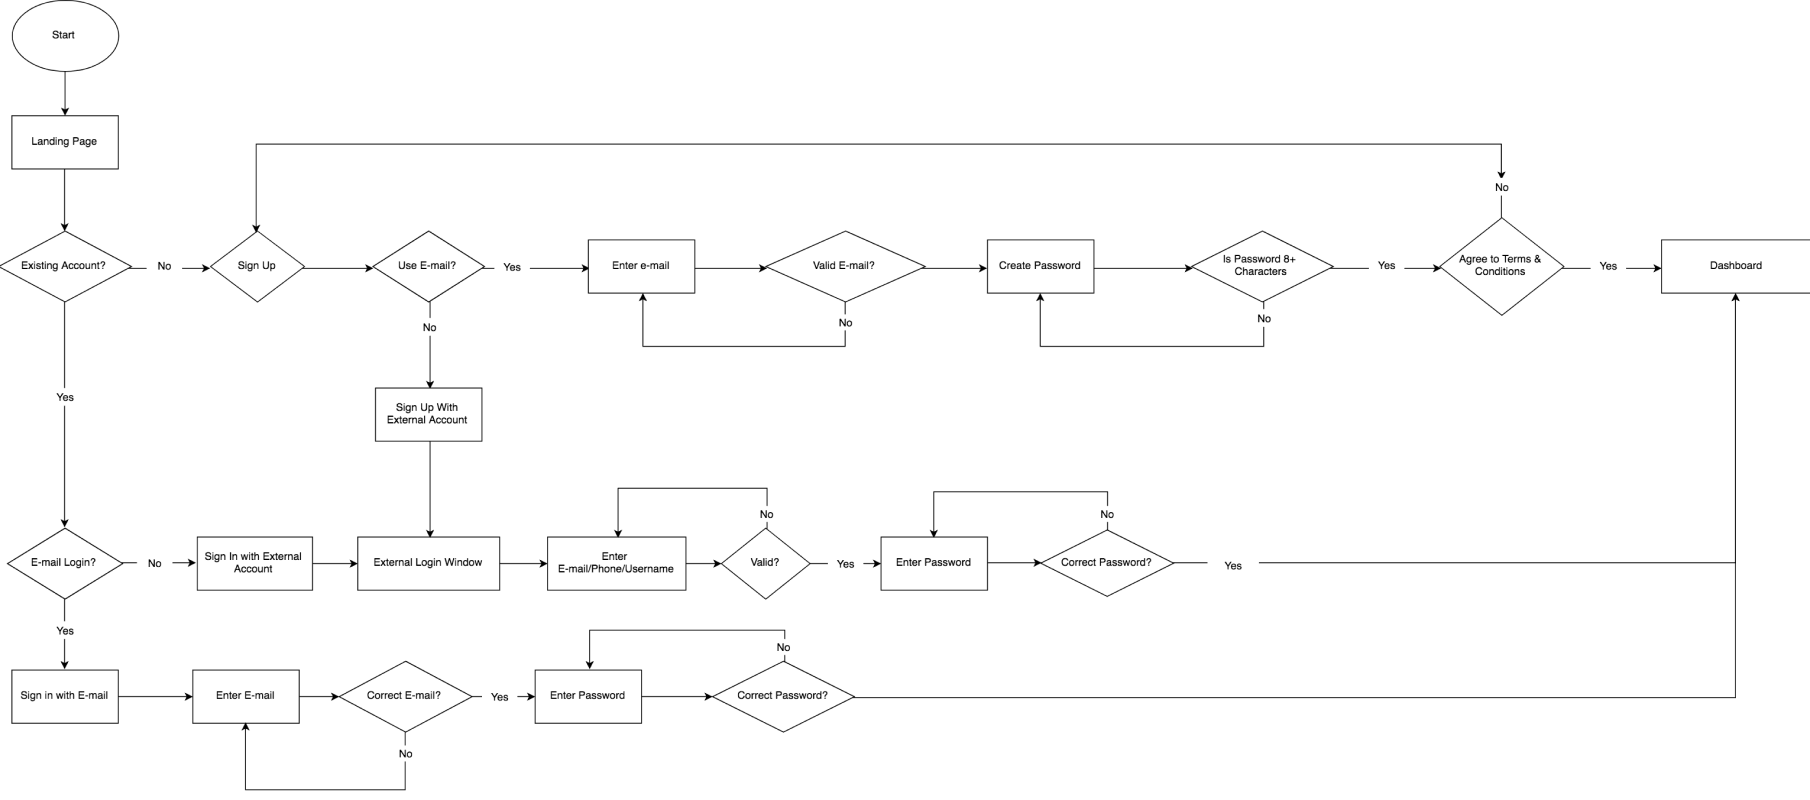 Start
Landing Page
No
Existing Account?
No
Sign Up
Use E-mail?
Yes
Enter e-mail
Valid E-mail?
Create Password
Is Password 8+
Characters
Yes
Agree to Terms &
Conditions
Yes
Dashboard
No
No
No
Yes
Sign Up With
External Account
No
No
E-mail Login?
No
Sign In with External
Account
External Login Window
Enter
E-mail/Phone/Username
Valid?
Yes
Enter Password
Correct Password?
Yes
Yes
No
Sign in with E-mail
Enter E-mail
Correct E-mail?
Yes
Enter Password
Correct Password?
No